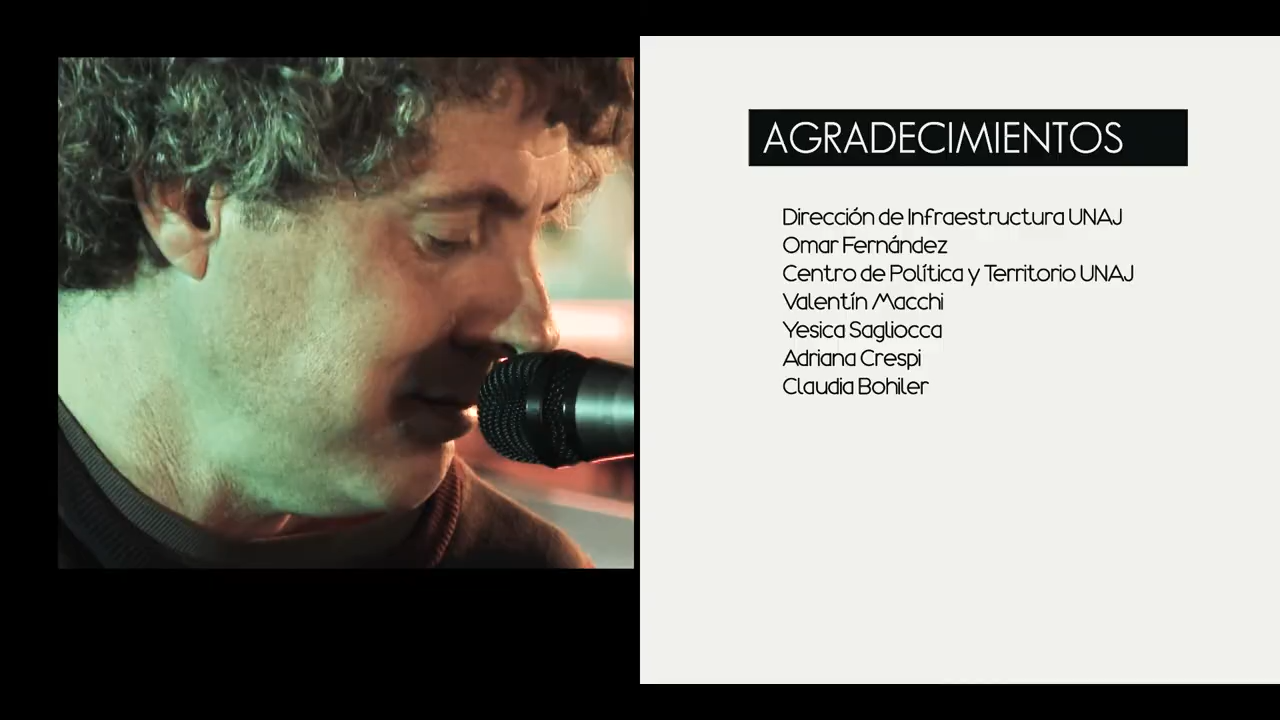 AGRADECIMIENTOS
Dirección de Infraestructura UNAJ
Omar Fernández
Centro de Política y Territorio UNAJ
Valentín Macchi
Yesica Sagliocca
Adriana Crespi
Claudia Bohiler